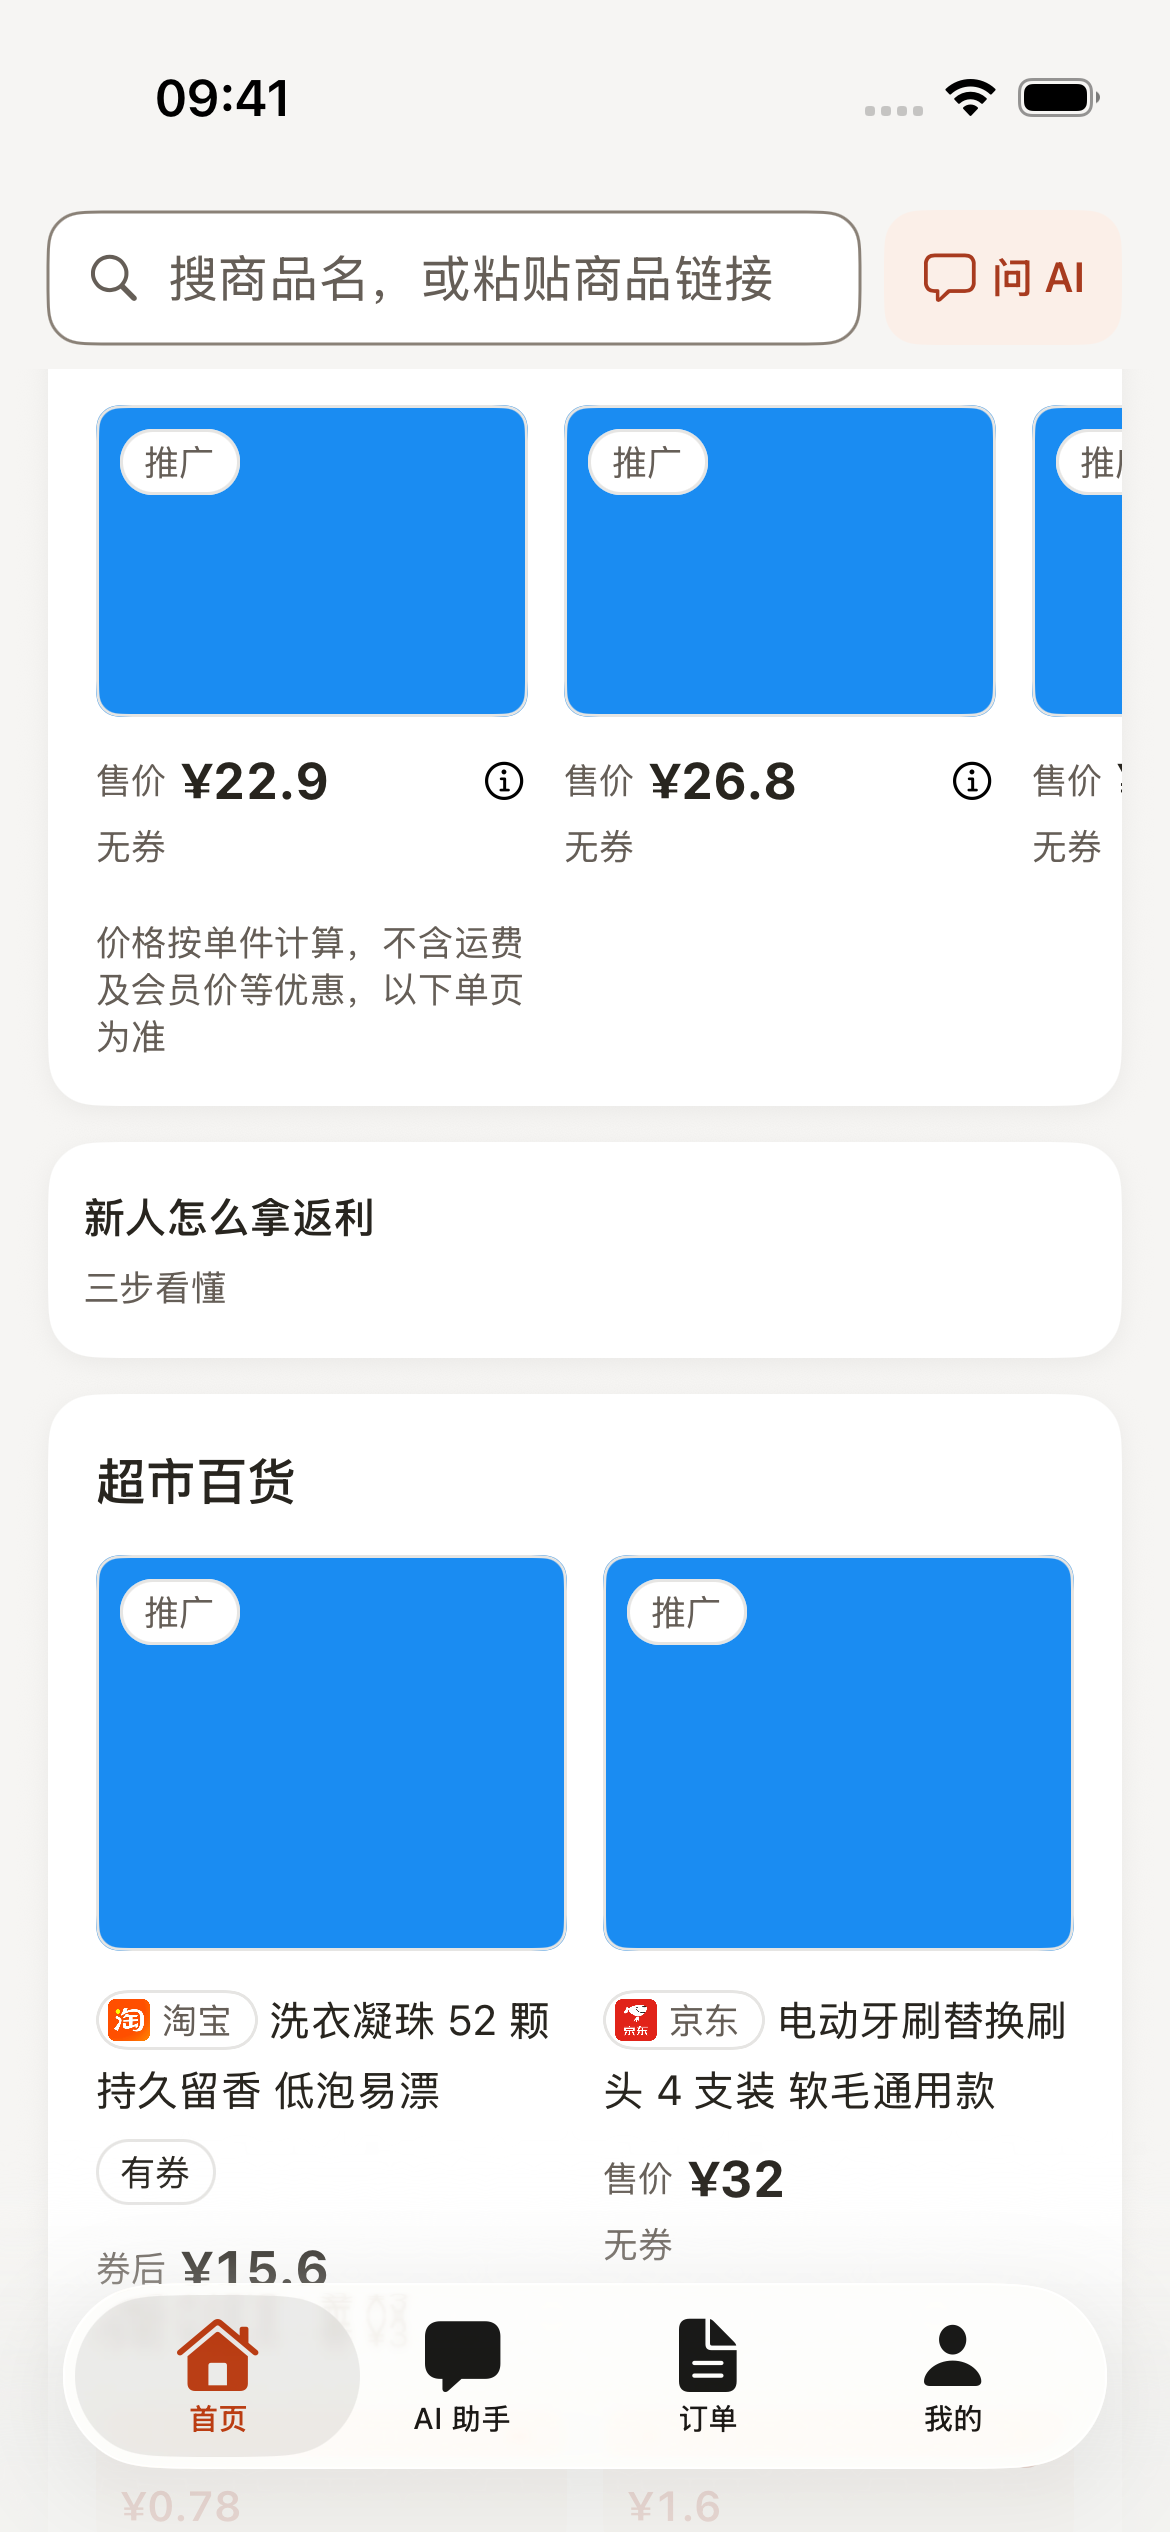 09:41
搜商品名，或粘贴商品链接
问 AI
推广
推广
售价 ¥22.9
售价 ¥26.8
售价
无券
无券
无券
价格按单件计算，不含运费
及会员价等优惠，以下单页
为准
新人怎么拿返利
三步看懂
超市百货
推广
推广
淘 淘宝 洗衣凝珠 52 颗
持久留香 低泡易漂
有券
券后 ¥15.6
京东 京东 电动牙刷替换刷
头 4 支装 软毛通用款
售价 ¥32
无券
首页
AI 助手
订单
我的
¥0.78
¥1.6